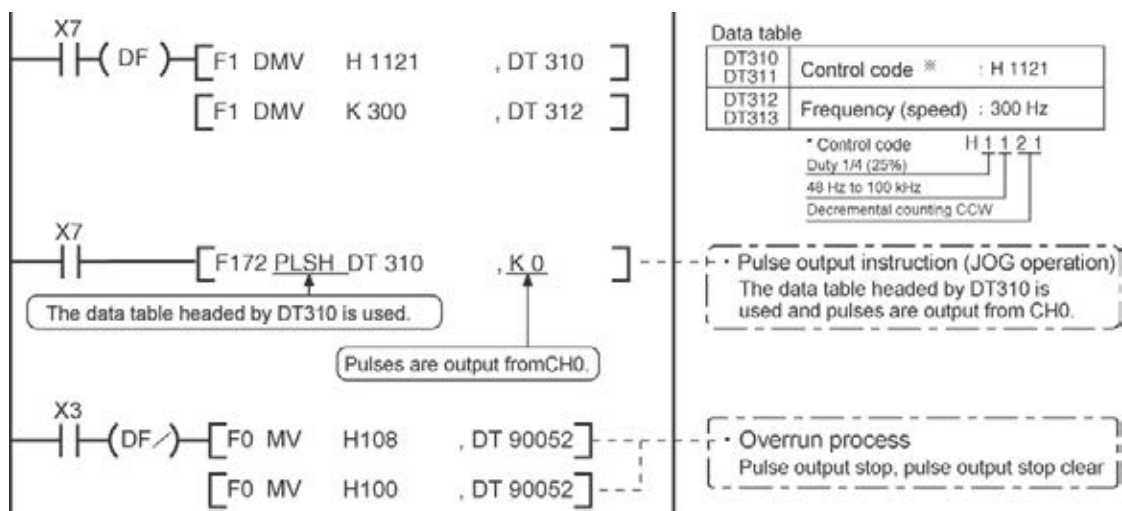 X7
( DF ) F1 DMV H 1121 , DT 310
F1 DMV K 300 , DT 312
Data table
DT310
DT311
Control code ※ : H 1121
DT312
DT313
Frequency (speed) : 300 Hz
* Control code H 1 1 2 1
Duty 1/4 (25%)
48 Hz to 100 kHz
Decremental counting CCW
X7
F172 PLSH DT 310 , K 0
The data table headed by DT310 is used.
Pulses are output fromCH0.
・Pulse output instruction (JOG operation)
The data table headed by DT310 is
used and pulses are output from CH0.
X3
(DF/) F0 MV H108 , DT 90052
F0 MV H100 , DT 90052
・Overrun process
Pulse output stop, pulse output stop clear